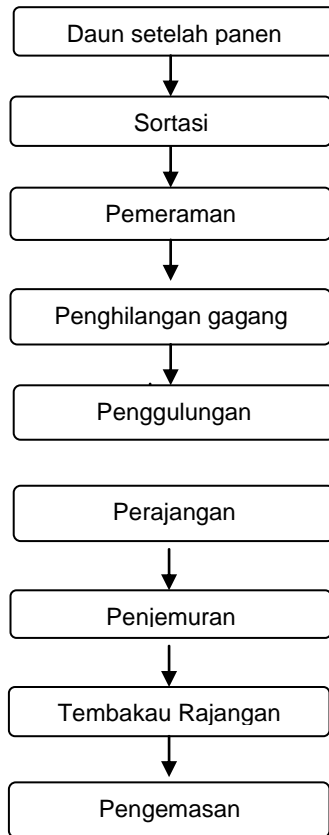 Daun setelah panen
Sortasi
Pemeraman
Penghilangan gagang
Penggulungan
Perajangan
Penjemuran
Tembakau Rajangan
Pengemasan